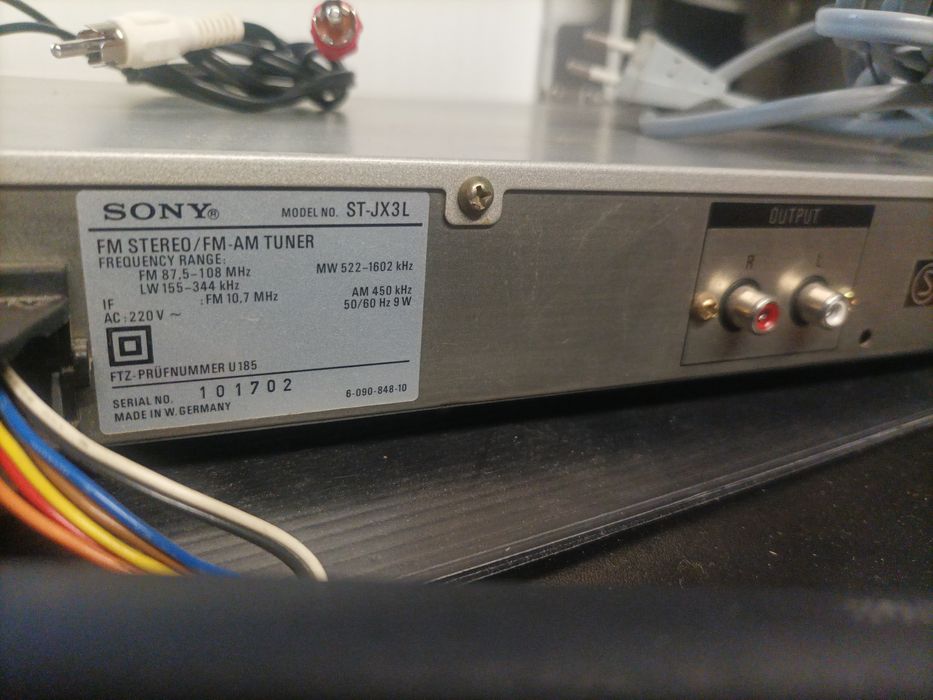 SONY® MODEL NO. ST-JX3L
FM STEREO/FM-AM TUNER
FREQUENCY RANGE:
FM 87,5–108 MHz MW 522–1602 kHz
LW 155–344 kHz
IF : FM 10,7 MHz AM 450 kHz
AC : 220 V ~ 50/60 Hz 9 W
FTZ-PRÜFNUMMER U 185
SERIAL NO. 101702 6-090-848-10
MADE IN W. GERMANY
OUTPUT
R L
S